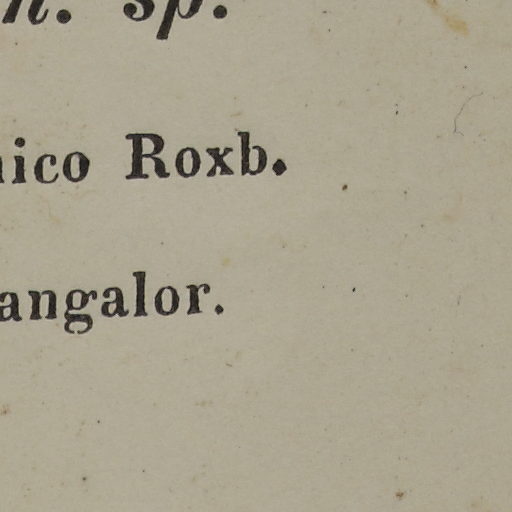 n. sp.
nico Roxb.
angalor.